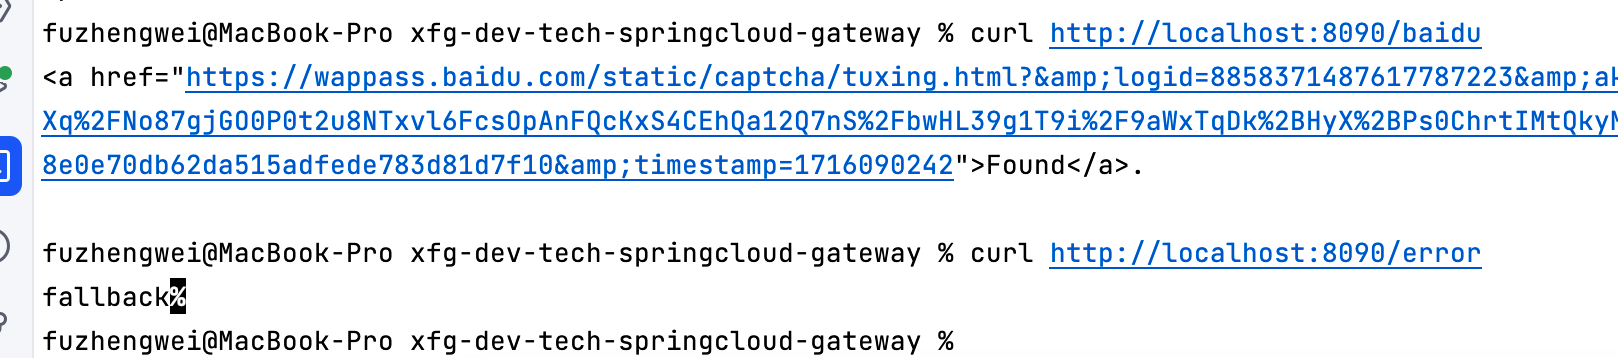 fuzhengwei@MacBook-Pro xfg-dev-tech-springcloud-gateway % curl http://localhost:8090/baidu
<a href="https://wappass.baidu.com/static/captcha/tuxing.html?&amp;logid=8858371487617787223&amp;ak
Xq%2FNo87gjGO0P0t2u8NTxvl6FcsOpAnFQcKxS4CEhQa12Q7nS%2FbwHL39g1T9i%2F9aWxTqDk%2BHyX%2BPs0ChrtIMtQkyM
8e0e70db62da515adfede783d81d7f10&amp;timestamp=1716090242">Found</a>.
fuzhengwei@MacBook-Pro xfg-dev-tech-springcloud-gateway % curl http://localhost:8090/error
fallback%
fuzhengwei@MacBook-Pro xfg-dev-tech-springcloud-gateway %